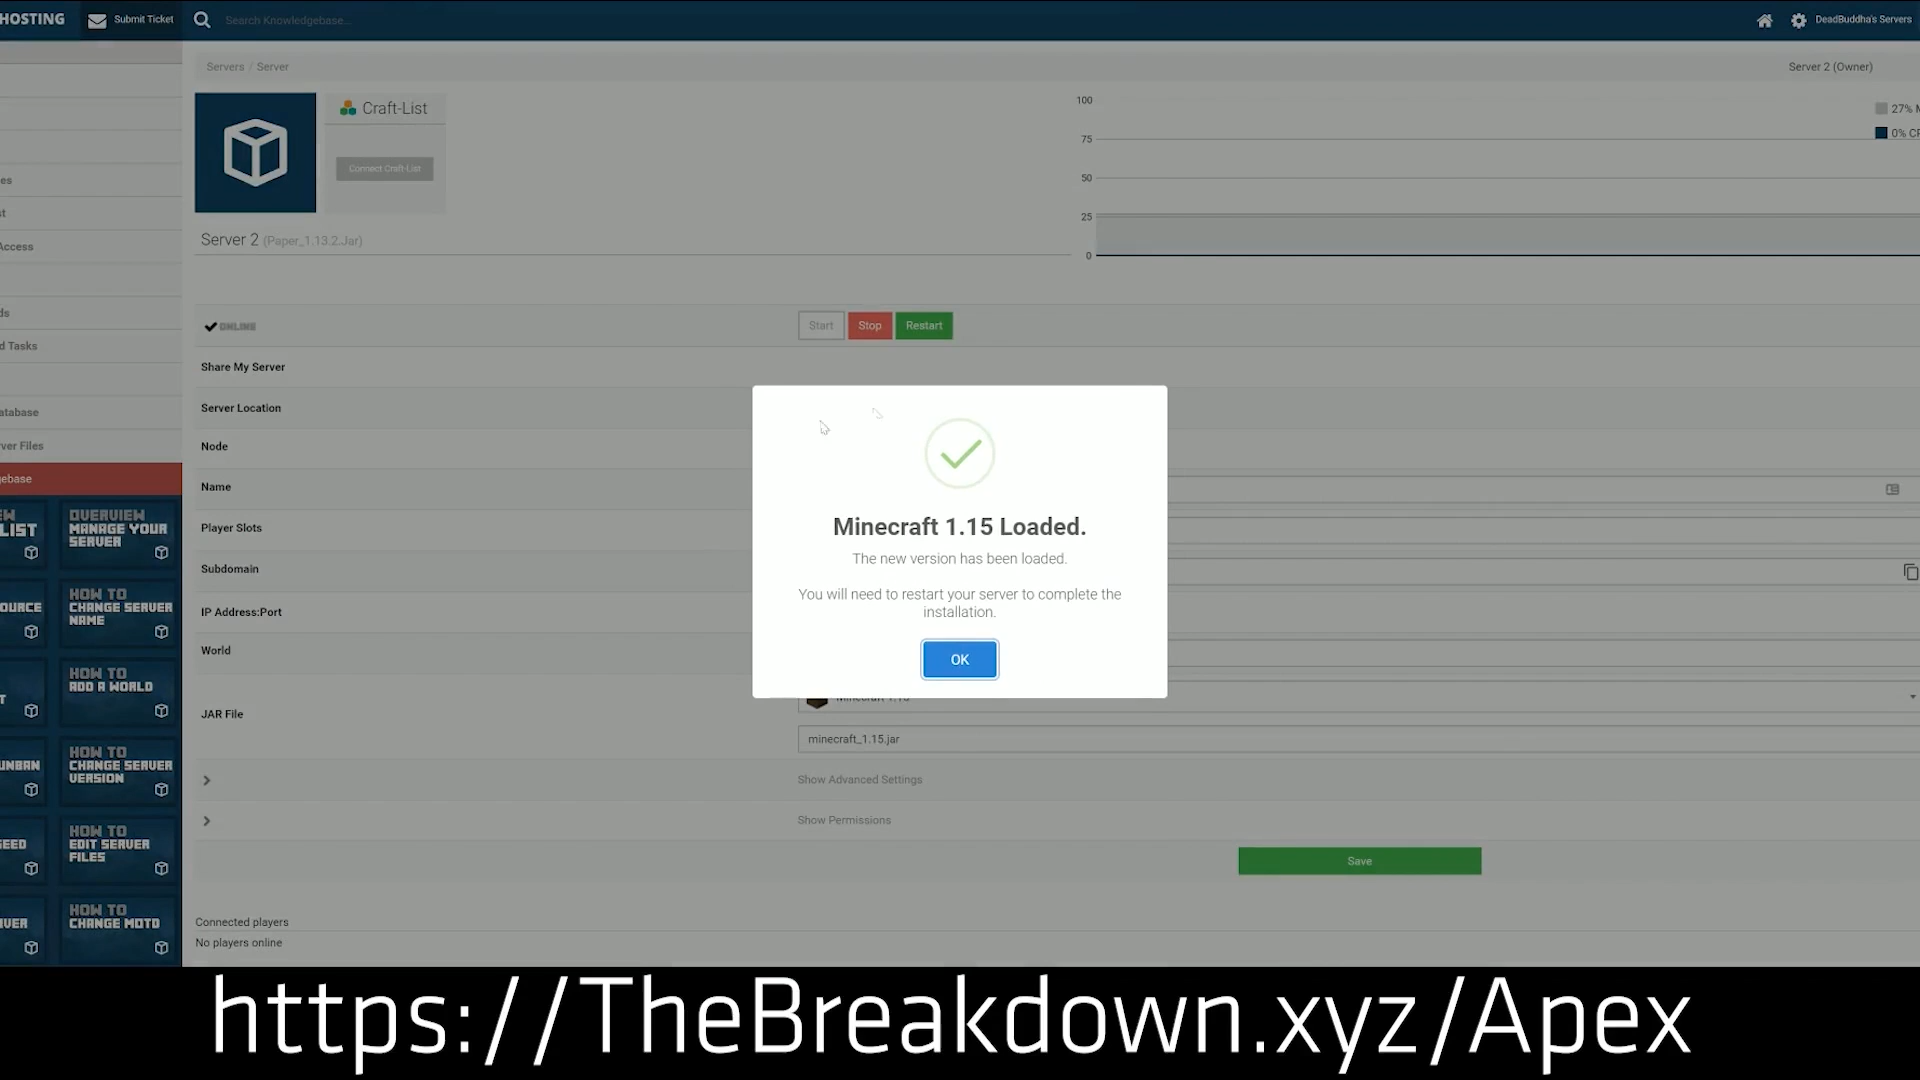 HOSTING
Submit Ticket
Search Knowledgebase...
DeadBuddha's Servers
Servers / Server
Server 2 (Owner)
Craft-List
Connect Craft-List
Server 2 (Paper_1.13.2.Jar)
100
75
50
25
0
27%
0%
es
Access
ds
d Tasks
atabase
ver Files
ebase
ONLINE
Start
Stop
Restart
Share My Server
Server Location
Node
Name
Player Slots
Subdomain
IP Address:Port
World
JAR File
Minecraft 1.15 Loaded.
The new version has been loaded.
You will need to restart your server to complete the
installation.
OK
minecraft_1.15.jar
Show Advanced Settings
Show Permissions
Save
Connected players
No players online
LIST
OVERVIEW
MANAGE YOUR
SERVER
OURCE
HOW TO
CHANGE SERVER
NAME
HOW TO
ADD A WORLD
UNBAN
HOW TO
CHANGE SERVER
VERSION
EED
HOW TO
EDIT SERVER
FILES
VER
HOW TO
CHANGE MOTD
https://TheBreakdown.xyz/Apex